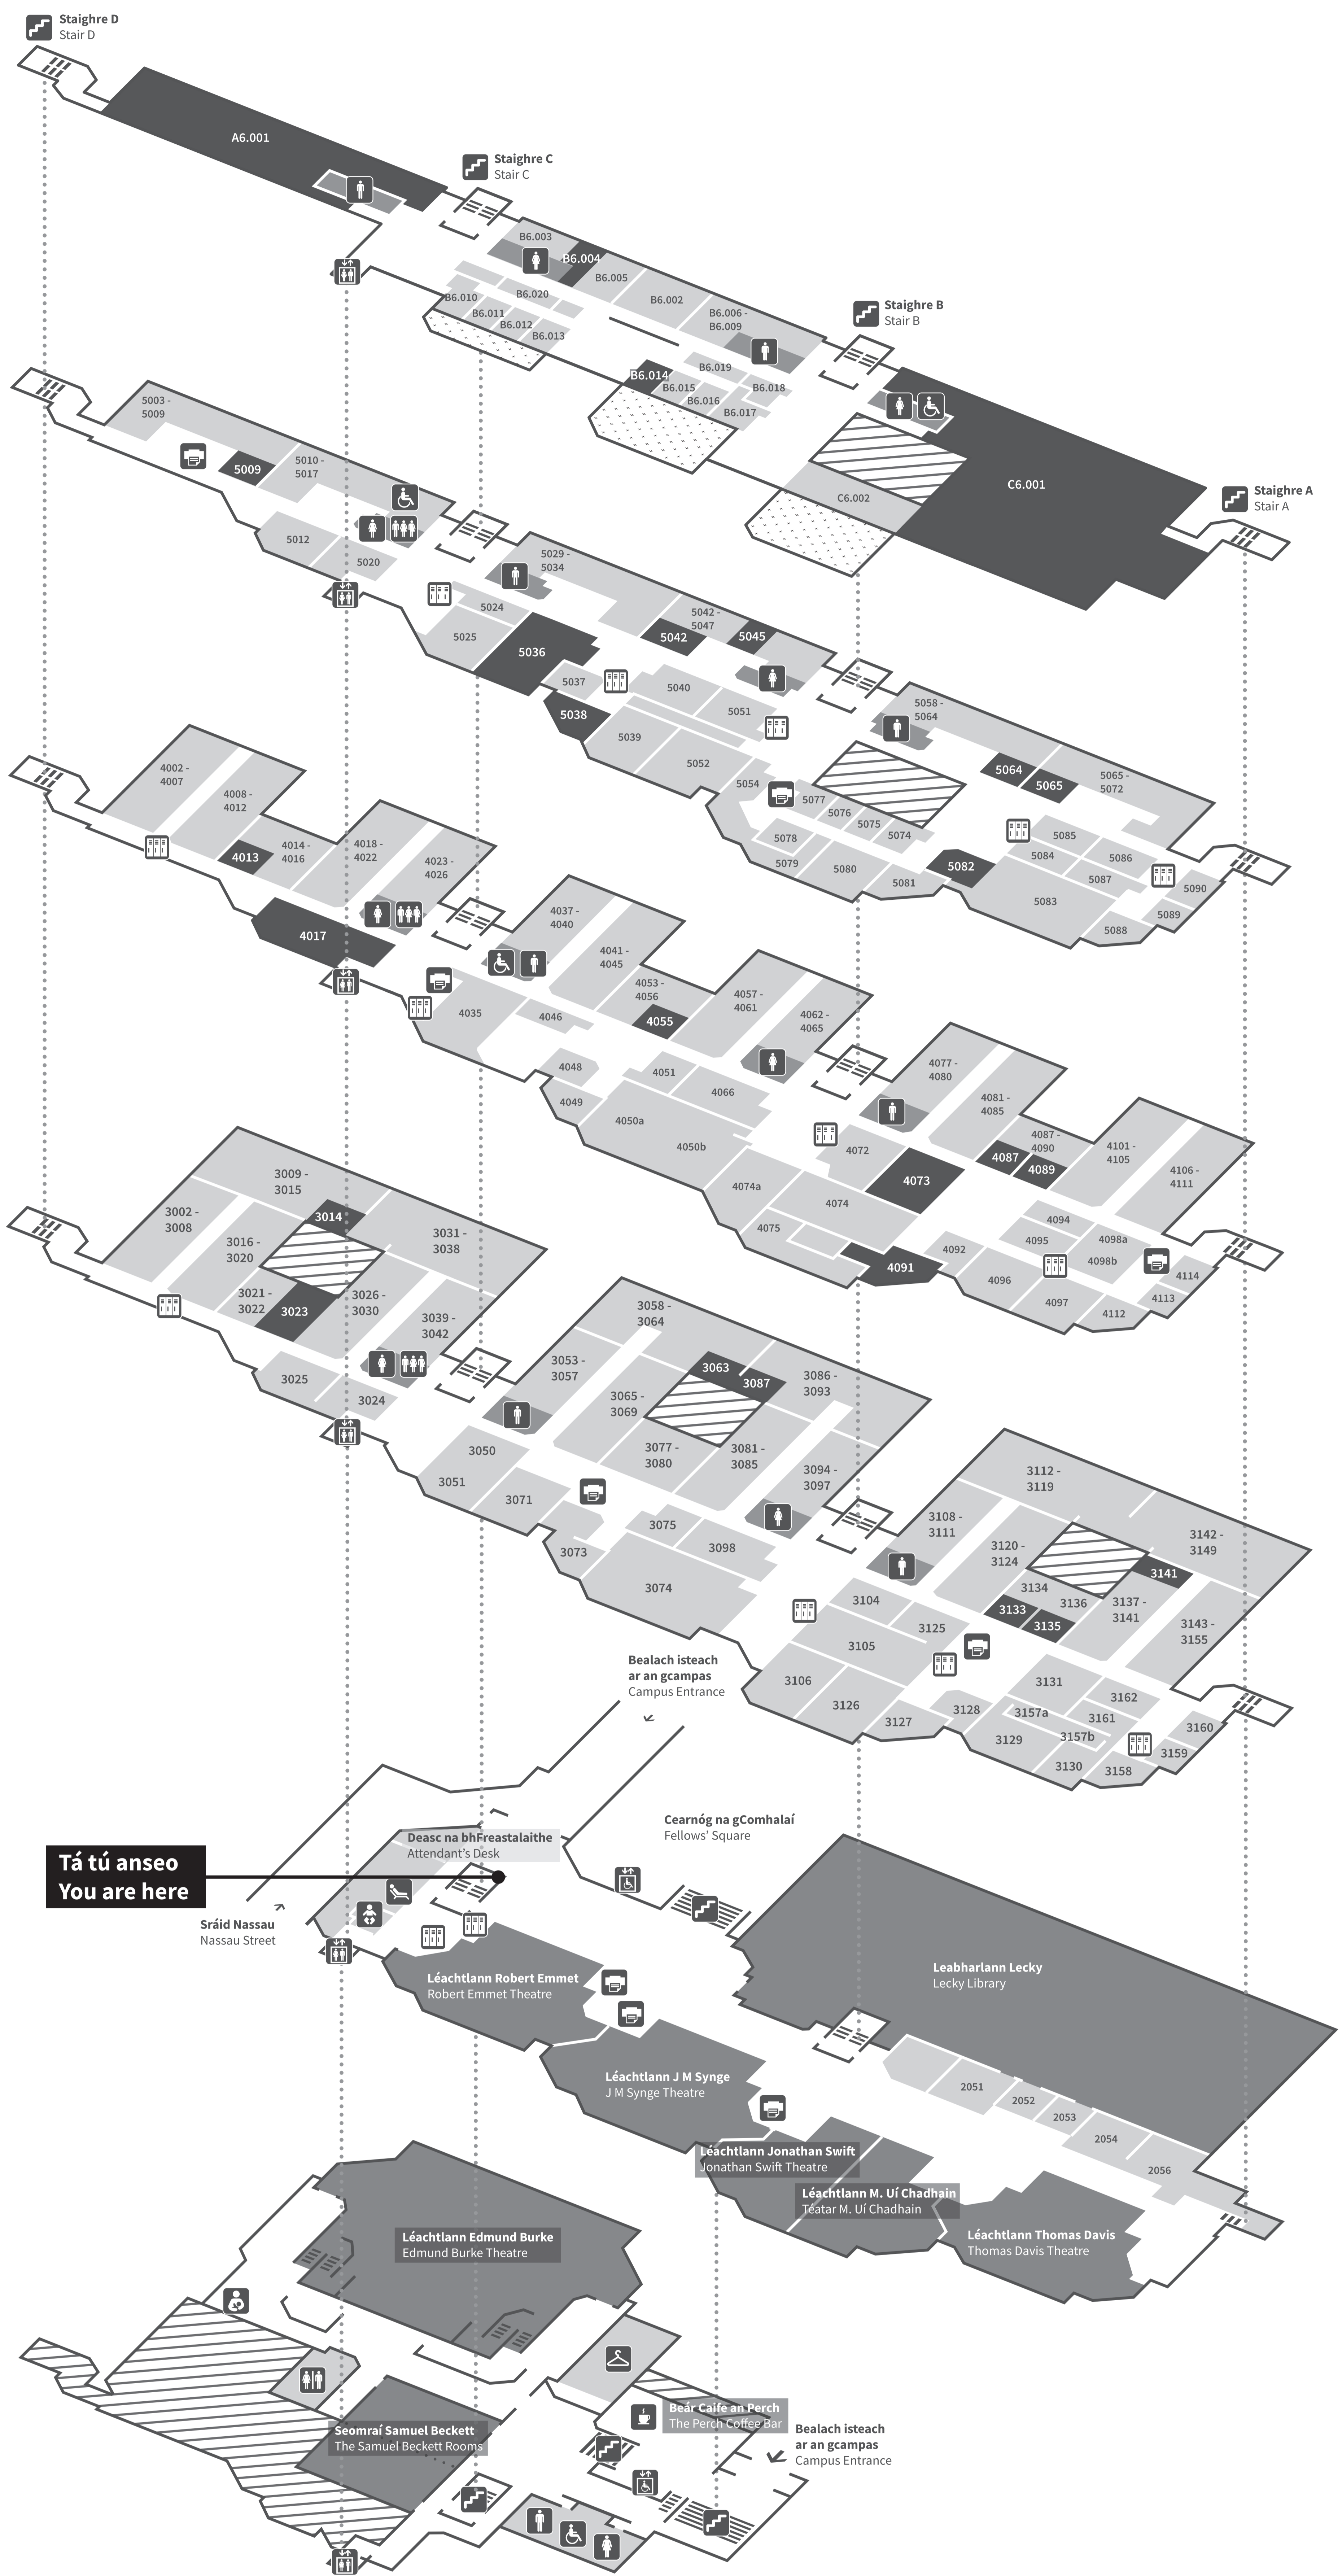 Staighre D
Stair D
A6.001
Staighre C
Stair C
B6.003
B6.004
B6.005
B6.002
B6.006 -
B6.009
B6.010
B6.020
B6.011
B6.012
B6.013
Staighre B
Stair B
B6.014
B6.019
B6.015
B6.018
B6.016
B6.017
C6.001
C6.002
Staighre A
Stair A
5003 -
5009
5009
5010 -
5017
5012
5020
5029 -
5034
5024
5025
5036
5042 -
5047
5042
5045
5037
5038
5040
5051
5039
5052
5054
5058 -
5064
5064
5065
5065 -
5072
5077
5076
5075
5074
5078
5079
5080
5081
5082
5085
5084
5086
5087
5083
5090
5089
5088
4002 -
4007
4008 -
4012
4013
4014 -
4016
4018 -
4022
4023 -
4026
4017
4037 -
4040
4041 -
4045
4053 -
4056
4055
4057 -
4061
4062 -
4065
4035
4046
4048
4049
4051
4066
4050a
4050b
4077 -
4080
4081 -
4085
4087 -
4090
4087
4089
4101 -
4105
4106 -
4111
4072
4073
4074a
4074
4075
4091
4092
4094
4095
4098a
4098b
4096
4097
4114
4113
4112
3009 -
3015
3002 -
3008
3014
3031 -
3038
3016 -
3020
3021 -
3022
3023
3026 -
3030
3039 -
3042
3025
3024
3058 -
3064
3053 -
3057
3063
3087
3086 -
3093
3065 -
3069
3077 -
3080
3081 -
3085
3094 -
3097
3050
3051
3071
3073
3075
3098
3074
3112 -
3119
3108 -
3111
3142 -
3149
3120 -
3124
3141
3134
3136
3137 -
3141
3133
3135
3143 -
3155
3104
3125
3105
3106
3126
3127
3128
3131
3162
3157a
3161
3157b
3129
3130
3160
3159
3158
Bealach isteach
ar an gcampas
Campus Entrance
Cearnóg na gComhalaí
Fellows' Square
Deasc na bhFreastalaithe
Attendant's Desk
Tá tú anseo
You are here
Sráid Nassau
Nassau Street
Leabharlann Lecky
Lecky Library
Léachtlann Robert Emmet
Robert Emmet Theatre
Léachtlann J M Synge
J M Synge Theatre
2051
2052
2053
2054
2056
Léachtlann Jonathan Swift
Jonathan Swift Theatre
Léachtlann M. Uí Chadhain
Téatar M. Uí Chadhain
Léachtlann Thomas Davis
Thomas Davis Theatre
Léachtlann Edmund Burke
Edmund Burke Theatre
Beár Caife an Perch
The Perch Coffee Bar
Seomraí Samuel Beckett
The Samuel Beckett Rooms
Bealach isteach
ar an gcampas
Campus Entrance